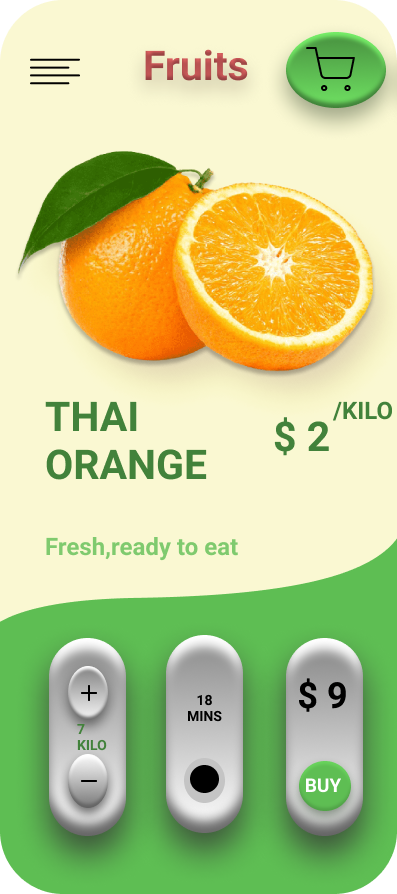 Fruits
THAI
ORANGE
$ 2 /KILO
Fresh,ready to eat
+
7
KILO
−
18
MINS
$ 9
BUY